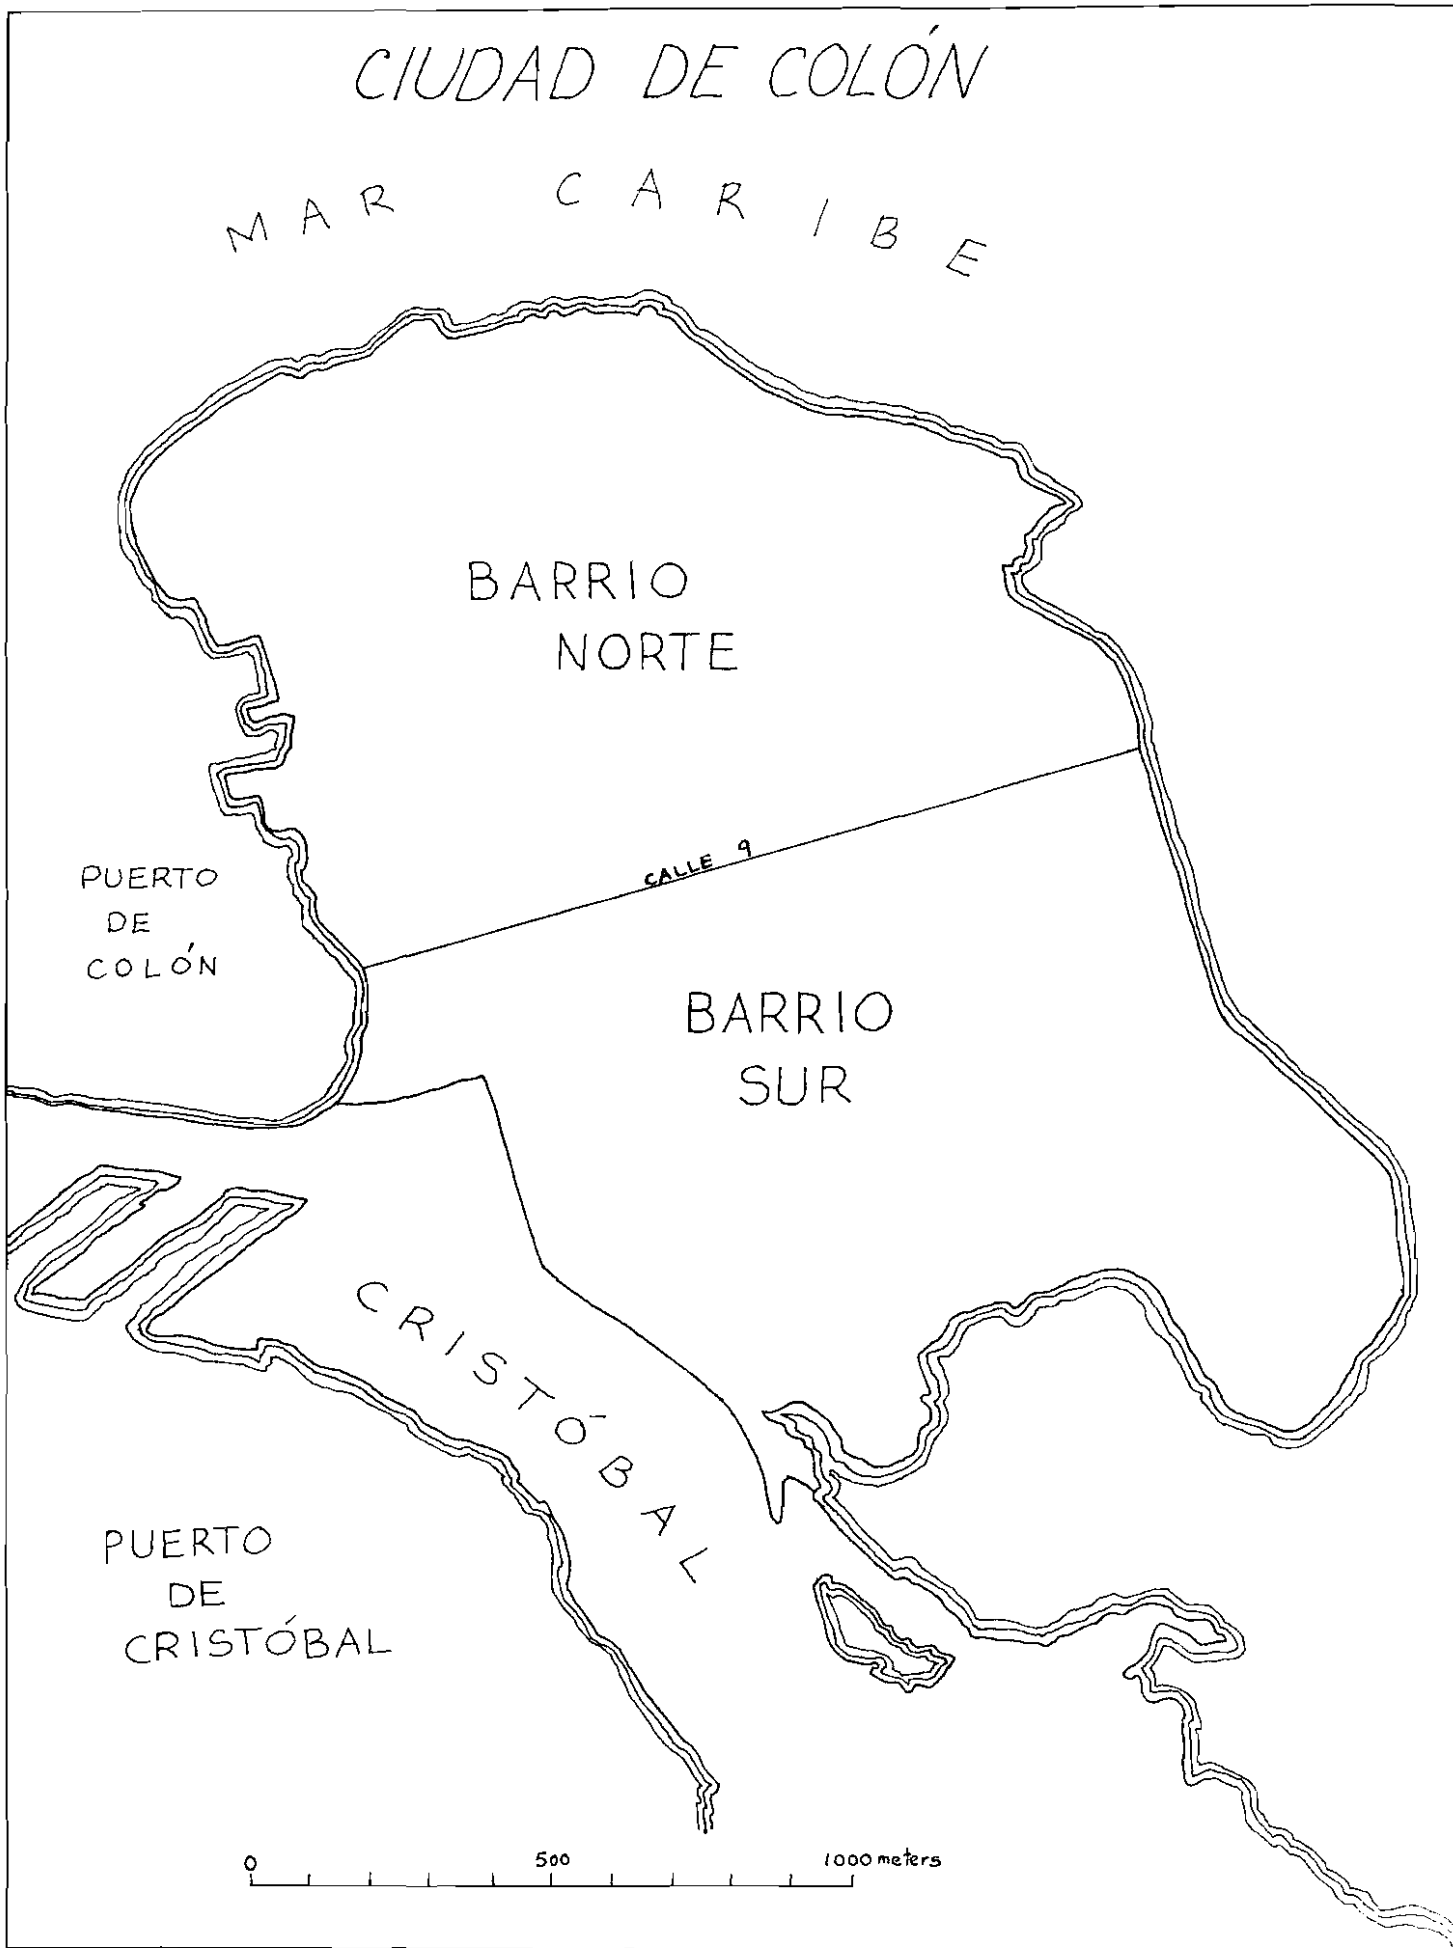 CIUDAD DE COLÓN
MAR CARIBE
BARRIO
NORTE
CALLE 9
PUERTO
DE
COLÓN
BARRIO
SUR
CRISTÓBAL
PUERTO
DE
CRISTÓBAL
0 500 1000 meters